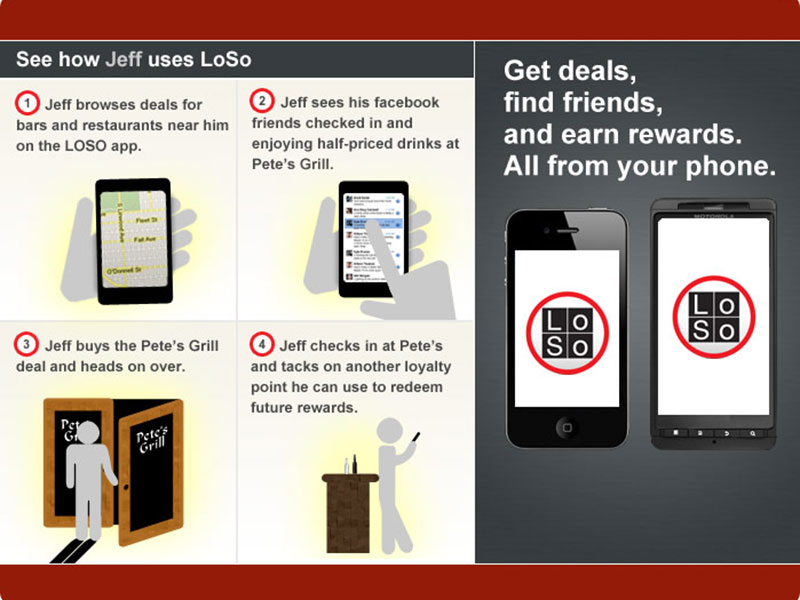 See how Jeff uses LoSo
1 Jeff browses deals for
bars and restaurants near him
on the LOSO app.
S Linwood Ave
Fleet St
Fait Ave
O'Donnell St
2 Jeff sees his facebook
friends checked in and
enjoying half-priced drinks at
Pete's Grill.
3 Jeff buys the Pete's Grill
deal and heads on over.
Pete's
Grill
4 Jeff checks in at Pete's
and tacks on another loyalty
point he can use to redeem
future rewards.
Get deals,
find friends,
and earn rewards.
All from your phone.
Lo
So
MOTOROLA
Lo
So